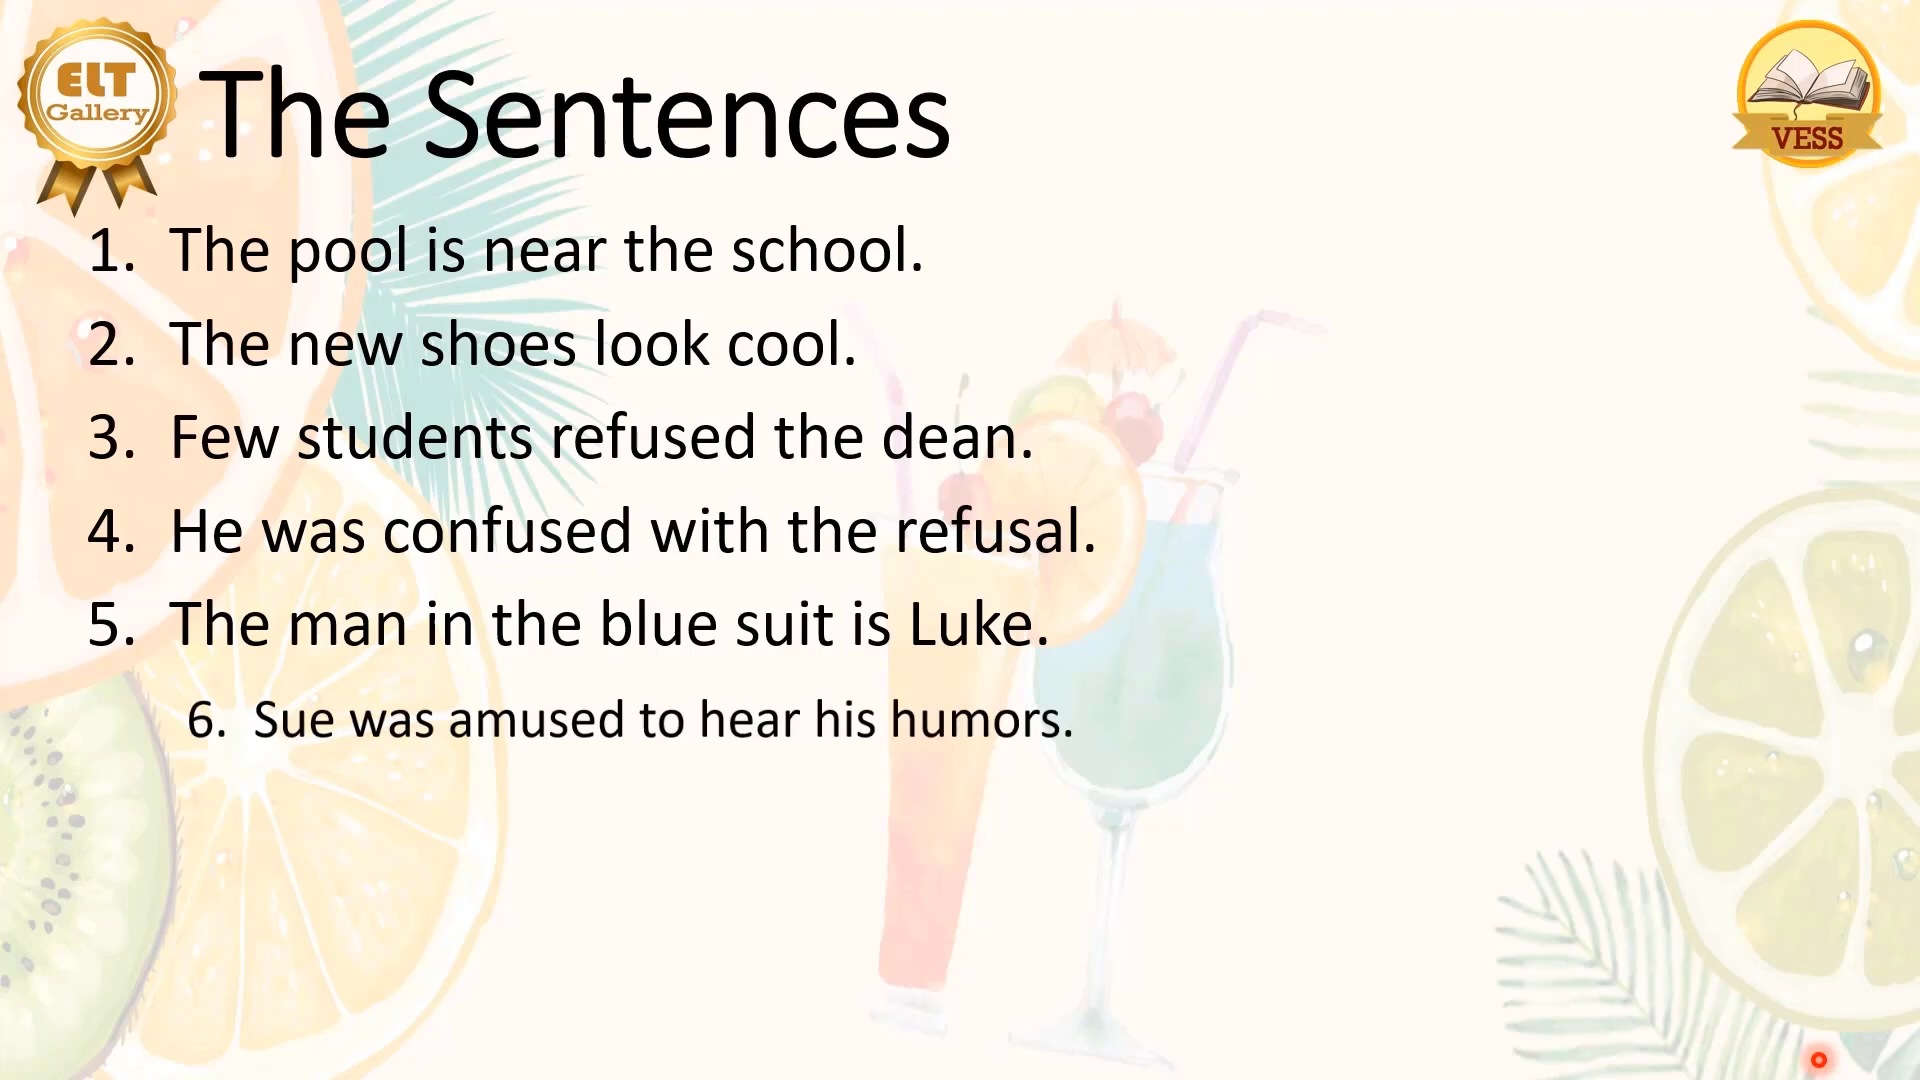 ELT
Gallery
The Sentences
VESS
1. The pool is near the school.
2. The new shoes look cool.
3. Few students refused the dean.
4. He was confused with the refusal.
5. The man in the blue suit is Luke.
6. Sue was amused to hear his humors.